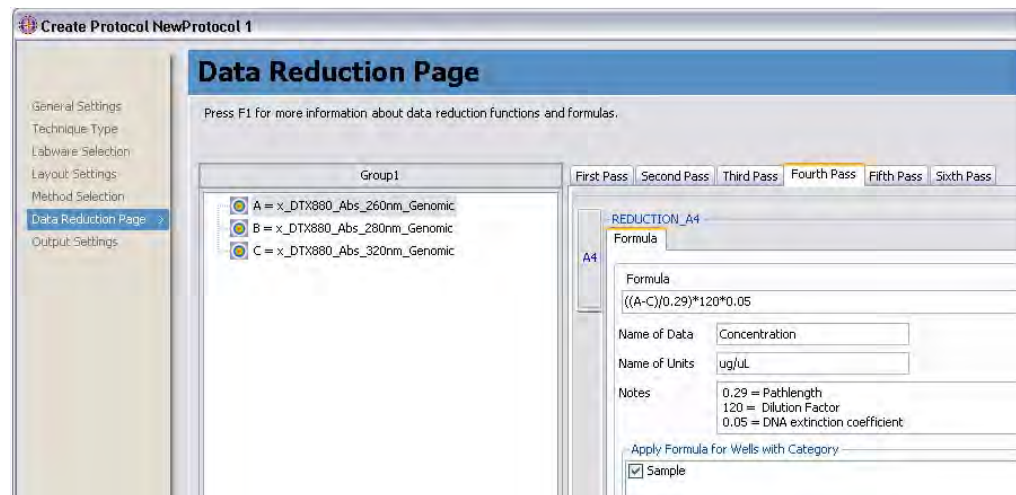 Create Protocol NewProtocol 1
Data Reduction Page
General Settings
Technique Type
Labware Selection
Layout Settings
Method Selection
Data Reduction Page >
Output Settings
Press F1 for more information about data reduction functions and formulas.
Group1
A = x_DTX880_Abs_260nm_Genomic
B = x_DTX880_Abs_280nm_Genomic
C = x_DTX880_Abs_320nm_Genomic
First Pass Second Pass Third Pass Fourth Pass Fifth Pass Sixth Pass
A4
REDUCTION_A4
Formula
Formula
((A-C)/0.29)*120*0.05
Name of Data Concentration
Name of Units ug/uL
Notes 0.29 = Pathlength
120 = Dilution Factor
0.05 = DNA extinction coefficient
Apply Formula for Wells with Category
Sample